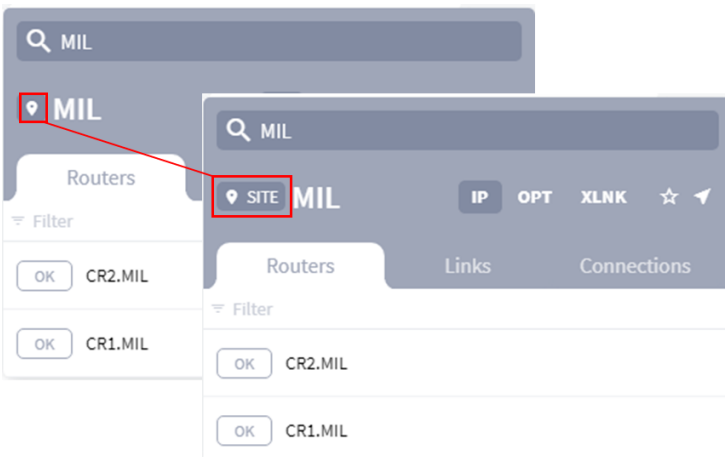 MIL
MIL
Routers
Filter
OK CR2.MIL
OK CR1.MIL
MIL
SITE MIL IP OPT XLNK
Routers Links Connections
Filter
OK CR2.MIL
OK CR1.MIL